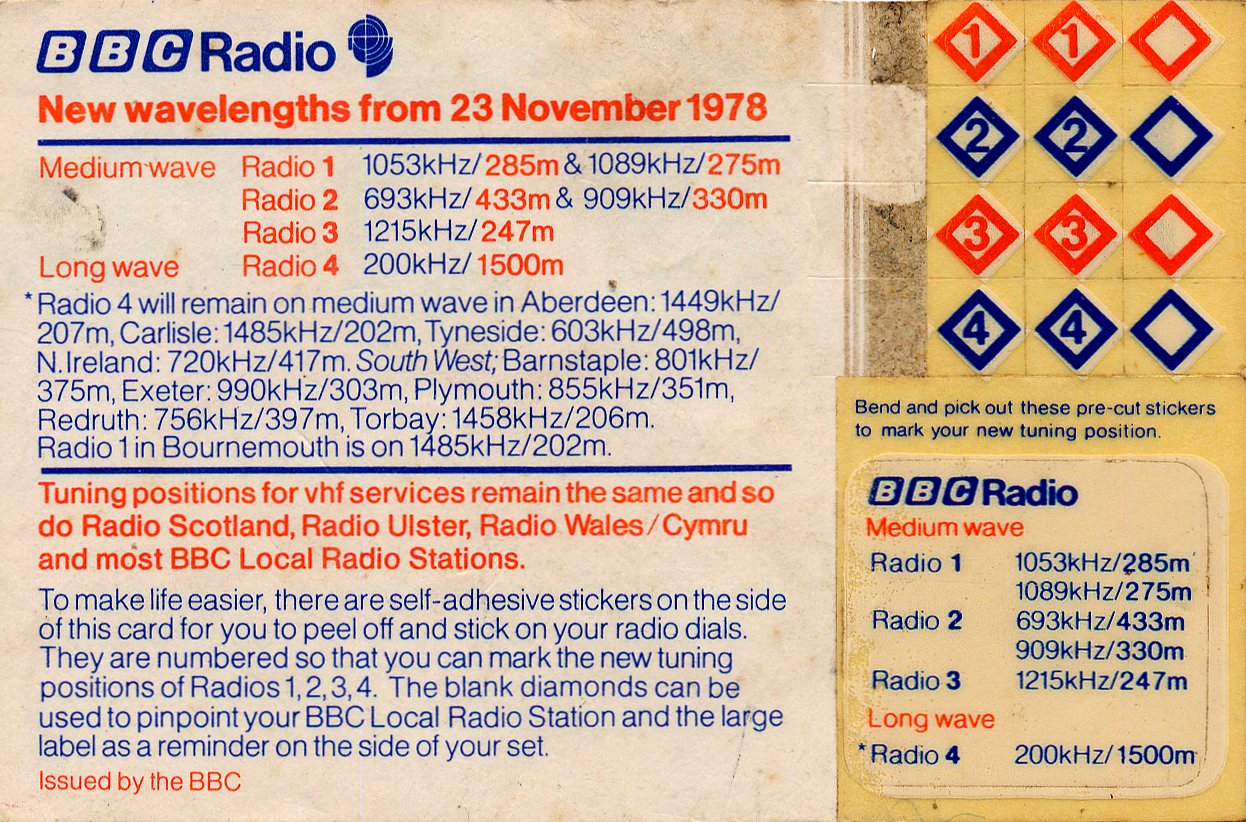 BBC Radio
New wavelengths from 23 November 1978
Medium wave Radio 1 1053kHz/285m & 1089kHz/275m
Radio 2 693kHz/433m & 909kHz/330m
Radio 3 1215kHz/247m
Long wave Radio 4 200kHz/1500m
*Radio 4 will remain on medium wave in Aberdeen: 1449kHz/
207m, Carlisle: 1485kHz/202m, Tyneside: 603kHz/498m,
N.Ireland: 720kHz/417m. South West; Barnstaple: 801kHz/
375m, Exeter: 990kHz/303m, Plymouth: 855kHz/351m,
Redruth: 756kHz/397m, Torbay: 1458kHz/206m.
Radio 1 in Bournemouth is on 1485kHz/202m.
Tuning positions for vhf services remain the same and so
do Radio Scotland, Radio Ulster, Radio Wales/Cymru
and most BBC Local Radio Stations.
To make life easier, there are self-adhesive stickers on the side
of this card for you to peel off and stick on your radio dials.
They are numbered so that you can mark the new tuning
positions of Radios 1, 2, 3, 4. The blank diamonds can be
used to pinpoint your BBC Local Radio Station and the large
label as a reminder on the side of your set.
Issued by the BBC
1 1
2 2
3 3
4 4
Bend and pick out these pre-cut stickers
to mark your new tuning position.
BBC Radio
Medium wave
Radio 1 1053kHz/285m
1089kHz/275m
Radio 2 693kHz/433m
909kHz/330m
Radio 3 1215kHz/247m
Long wave
*Radio 4 200kHz/1500m